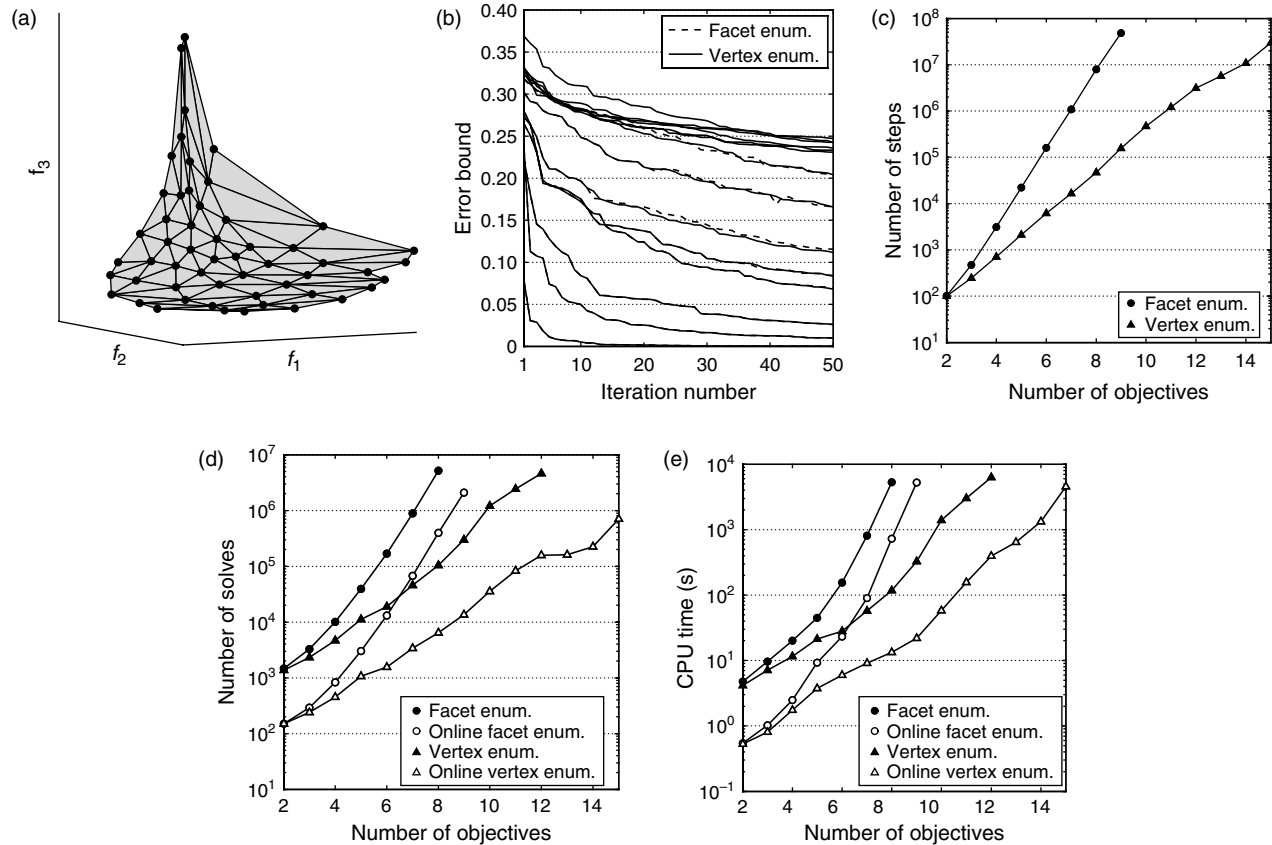 (a)
f3
f2
f1
(b)
Error bound
0.40
0.35
0.30
0.25
0.20
0.15
0.10
0.05
0
1
10
20
30
40
50
Iteration number
Facet enum.
Vertex enum.
(c)
Number of steps
10^8
10^7
10^6
10^5
10^4
10^3
10^2
10^1
2
4
6
8
10
12
14
Number of objectives
Facet enum.
Vertex enum.
(d)
Number of solves
10^7
10^6
10^5
10^4
10^3
10^2
10^1
2
4
6
8
10
12
14
Number of objectives
Facet enum.
Online facet enum.
Vertex enum.
Online vertex enum.
(e)
CPU time (s)
10^4
10^3
10^2
10^1
10^0
10^−1
2
4
6
8
10
12
14
Number of objectives
Facet enum.
Online facet enum.
Vertex enum.
Online vertex enum.